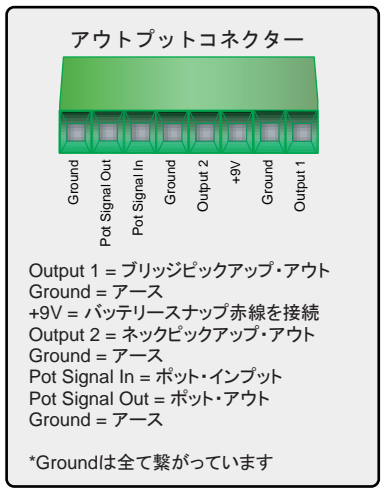 アウトプットコネクター
Ground
Pot Signal Out
Pot Signal In
Ground
Output 2
+9V
Ground
Output 1
Output 1 = ブリッジピックアップ・アウト
Ground = アース
+9V = バッテリースナップ赤線を接続
Output 2 = ネックピックアップ・アウト
Ground = アース
Pot Signal In = ポット・インプット
Pot Signal Out = ポット・アウト
Ground = アース
*Groundは全て繋がっています